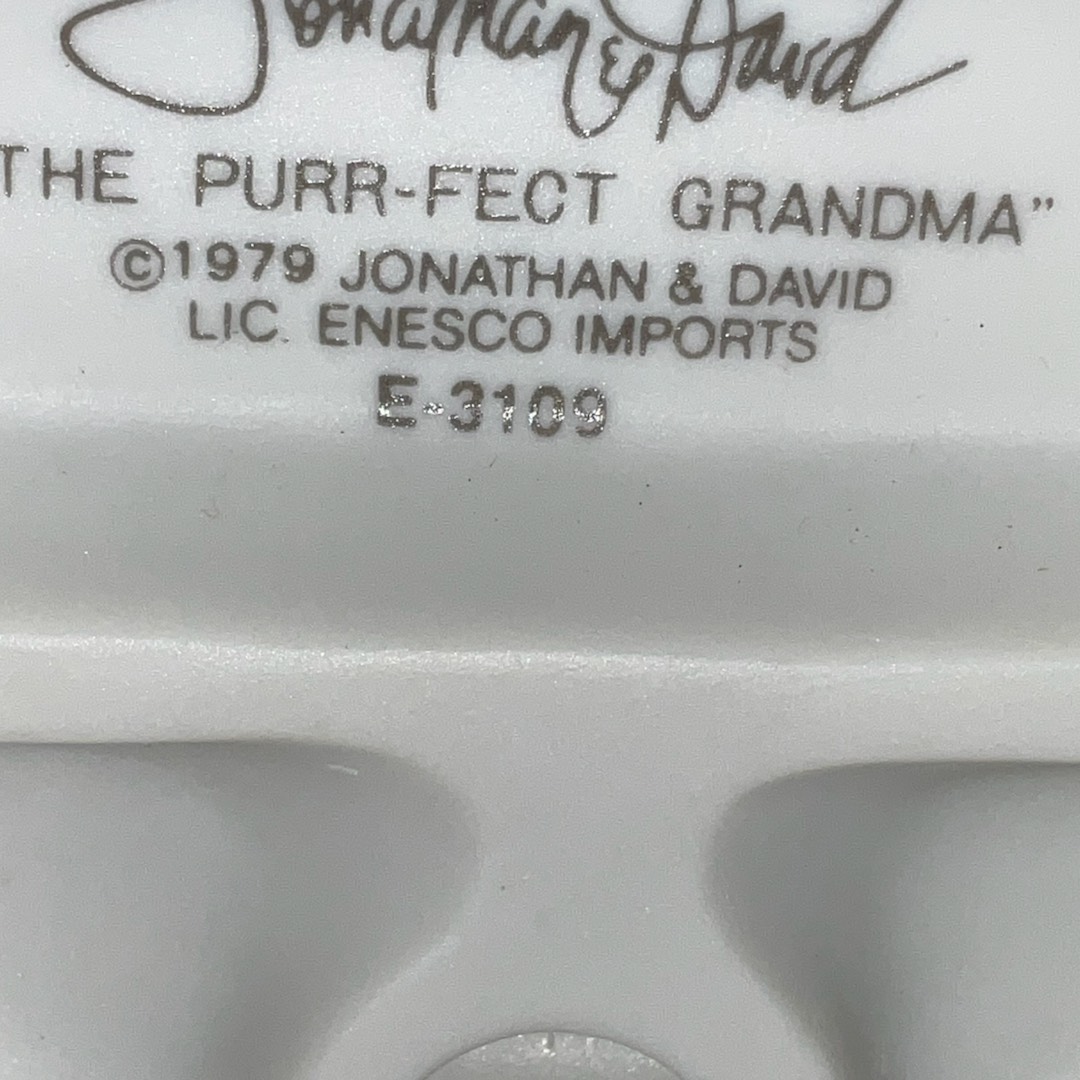 Jonathan & David
THE PURR-FECT GRANDMA”
©1979 JONATHAN & DAVID
LIC. ENESCO IMPORTS
E-3109